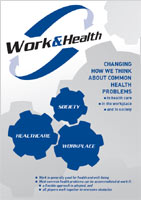 Work&Health
CHANGING
HOW WE THINK
ABOUT COMMON
HEALTH
PROBLEMS
in health care
in the workplace
and in society
SOCIETY
HEALTHCARE
WORKPLACE
Work is generally good for health and well-being
Most common health problems can be accommodated at work if:
a flexible approach is adopted, and
all players work together to overcome obstacles